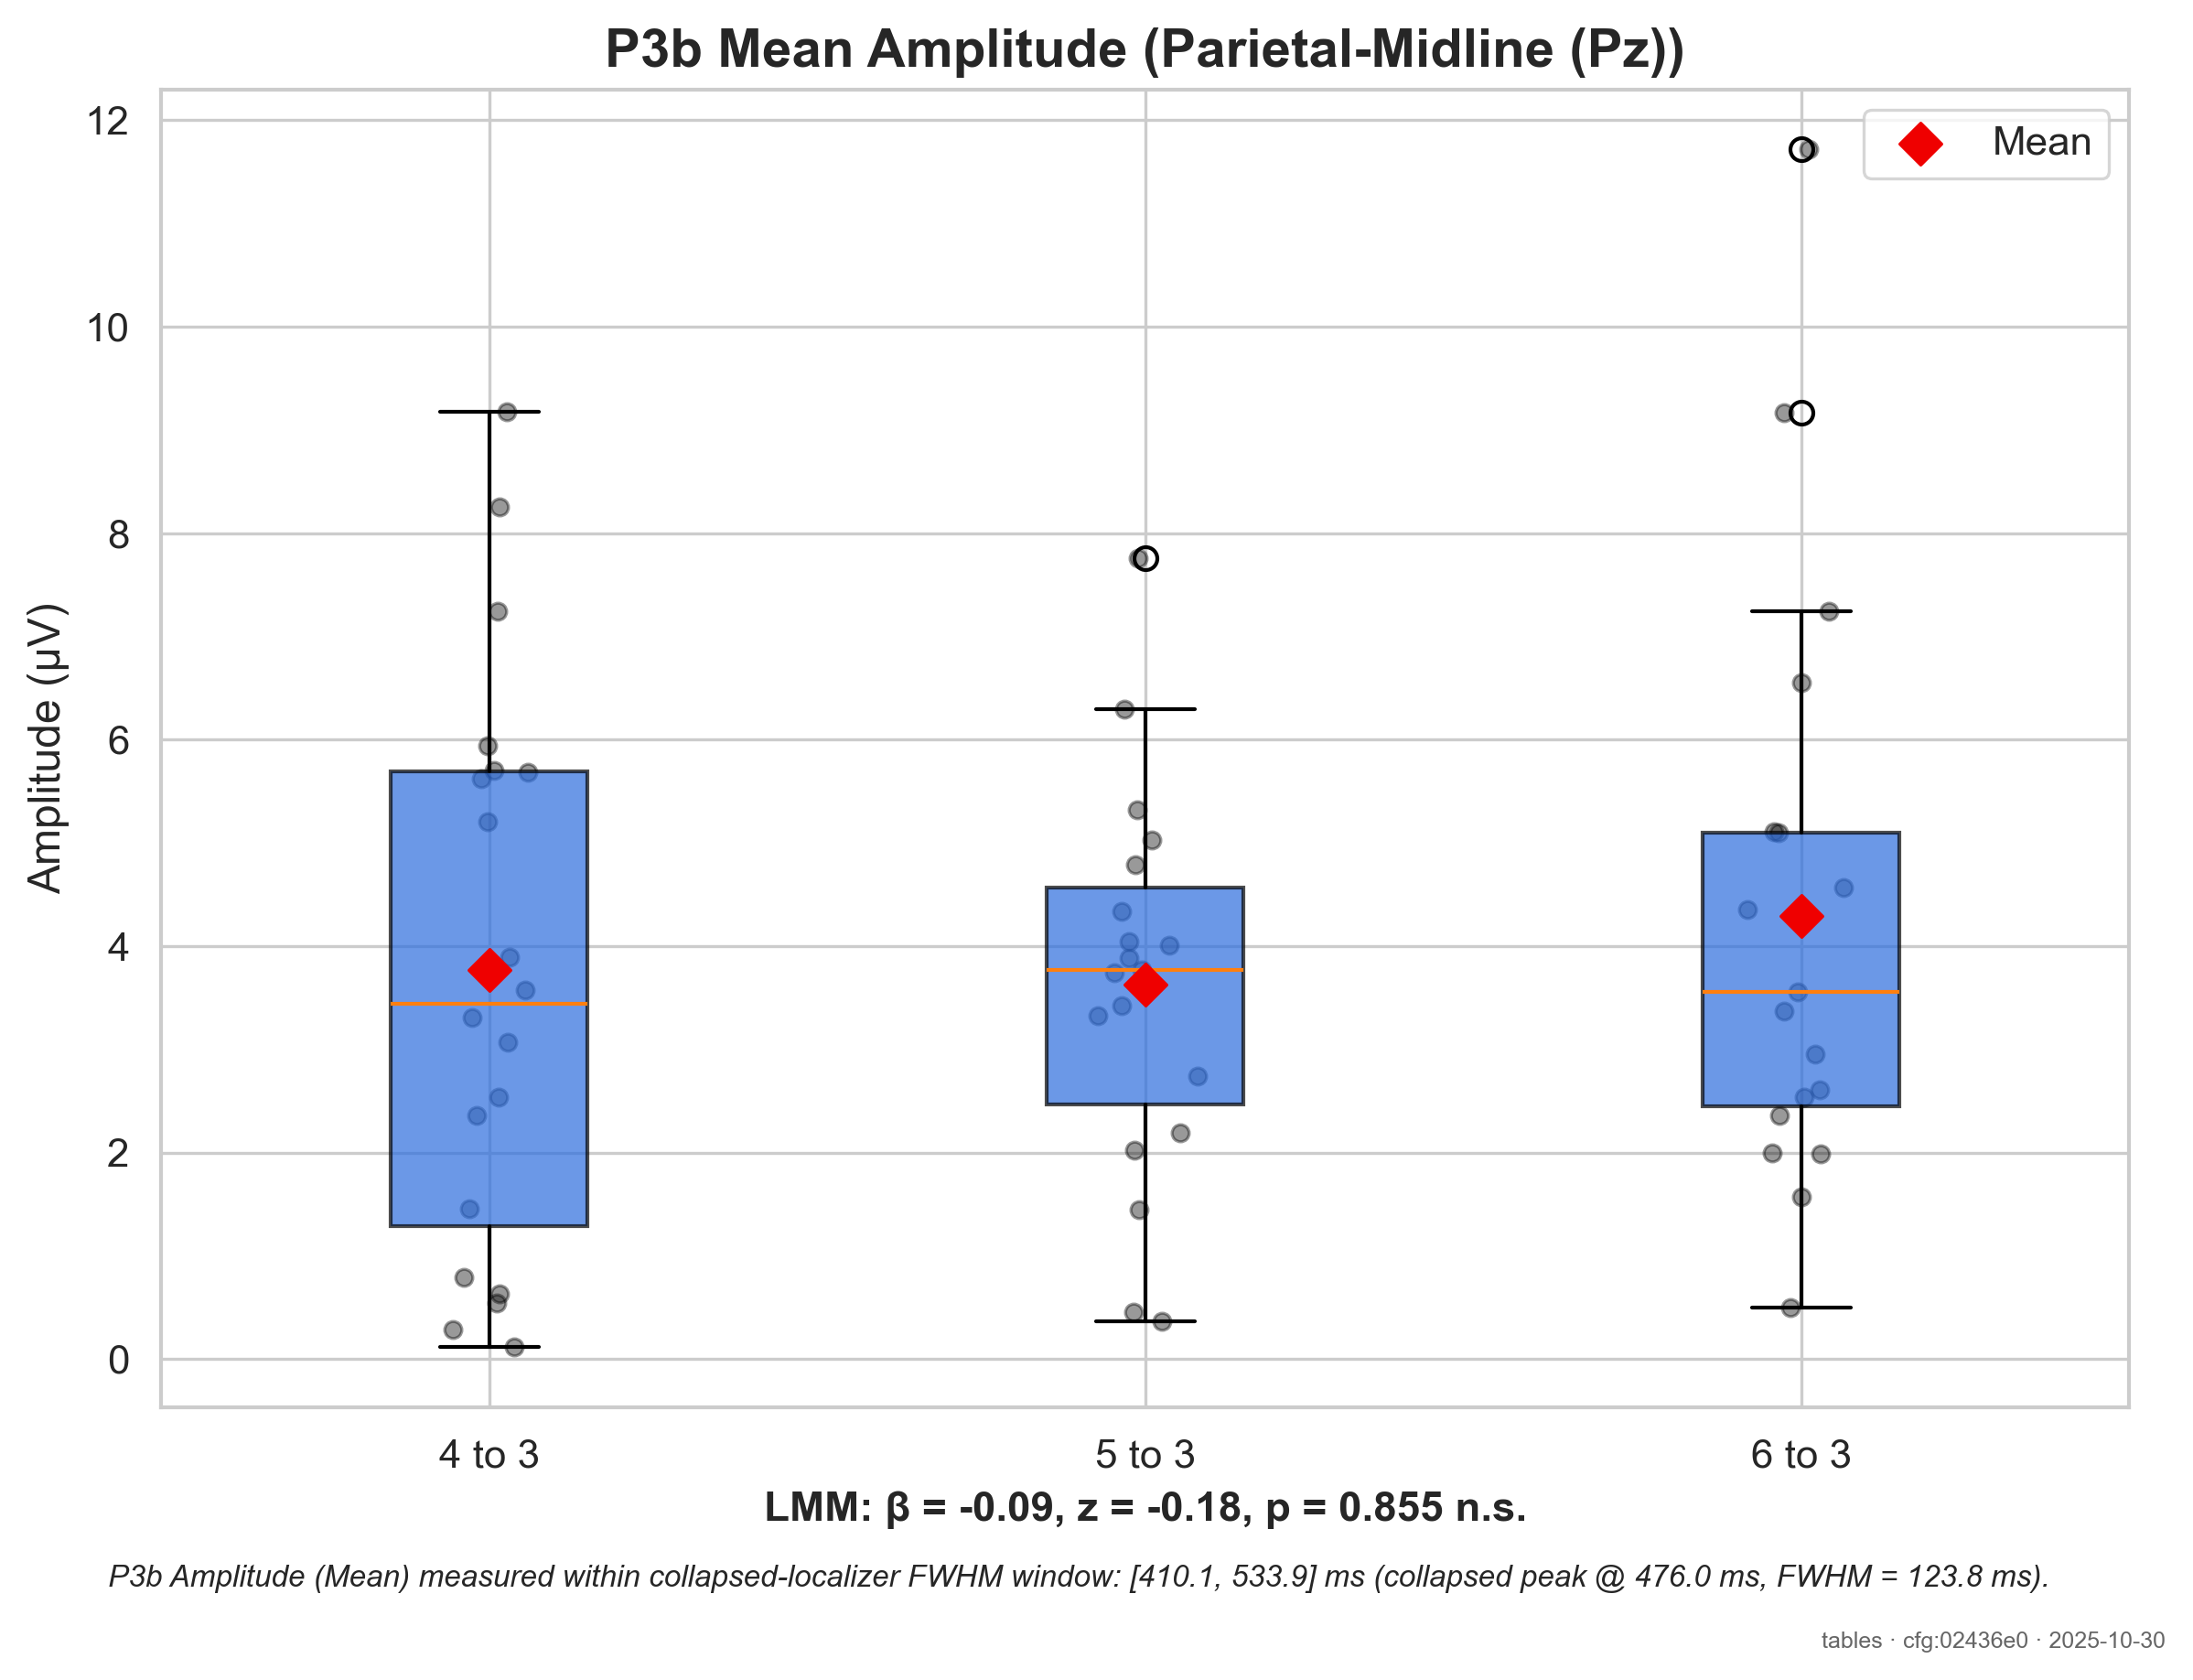 P3b Mean Amplitude (Parietal-Midline (Pz))
Mean
Amplitude (µV)
12
10
8
6
4
2
0
4 to 3
5 to 3
6 to 3
LMM: β = -0.09, z = -0.18, p = 0.855 n.s.
P3b Amplitude (Mean) measured within collapsed-localizer FWHM window: [410.1, 533.9] ms (collapsed peak @ 476.0 ms, FWHM = 123.8 ms).
tables · cfg:02436e0 · 2025-10-30